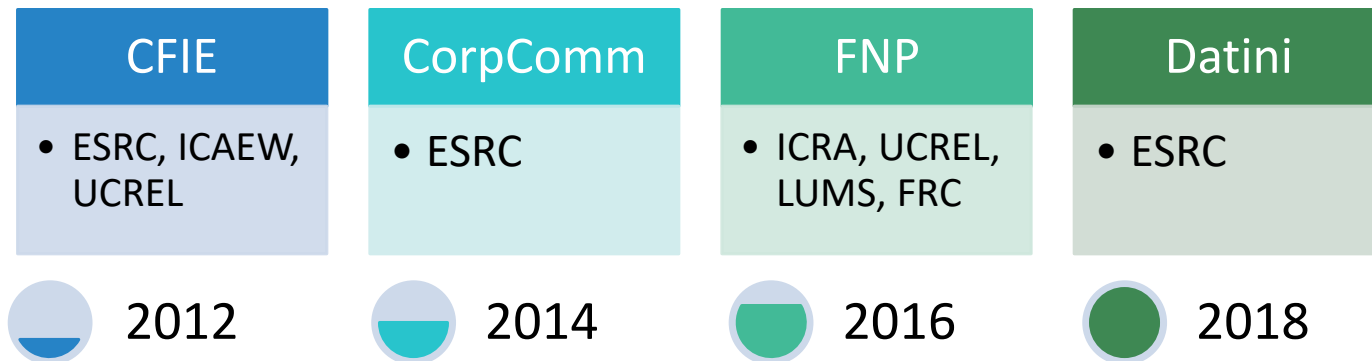 CFIE
• ESRC, ICAEW,
UCREL
2012
CorpComm
• ESRC
2014
FNP
• ICRA, UCREL,
LUMS, FRC
2016
Datini
• ESRC
2018